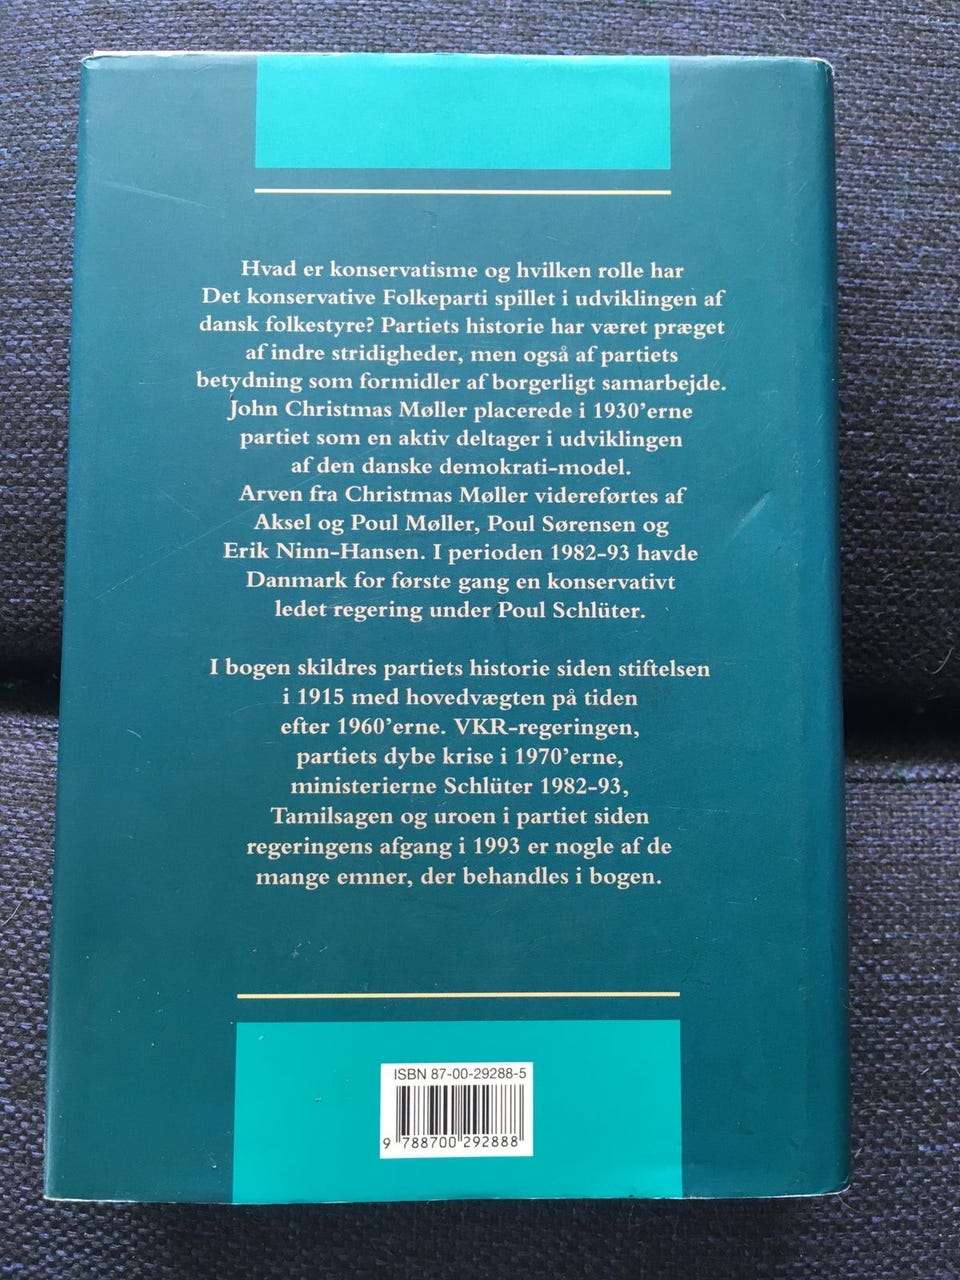 Hvad er konservatisme og hvilken rolle har
Det konservative Folkeparti spillet i udviklingen af
dansk folkestyre? Partiets historie har været præget
af indre stridigheder, men også af partiets
betydning som formidler af borgerligt samarbejde.
John Christmas Møller placerede i 1930'erne
partiet som en aktiv deltager i udviklingen
af den danske demokrati-model.
Arven fra Christmas Møller videreførtes af
Aksel og Poul Møller, Poul Sørensen og
Erik Ninn-Hansen. I perioden 1982-93 havde
Danmark for første gang en konservativt
ledet regering under Poul Schlüter.
I bogen skildres partiets historie siden stiftelsen
i 1915 med hovedvægten på tiden
efter 1960'erne. VKR-regeringen,
partiets dybe krise i 1970'erne,
ministerierne Schlüter 1982-93,
Tamilsagen og uroen i partiet siden
regeringens afgang i 1993 er nogle af de
mange emner, der behandles i bogen.
ISBN 87-00-29288-5
9 788700 292888